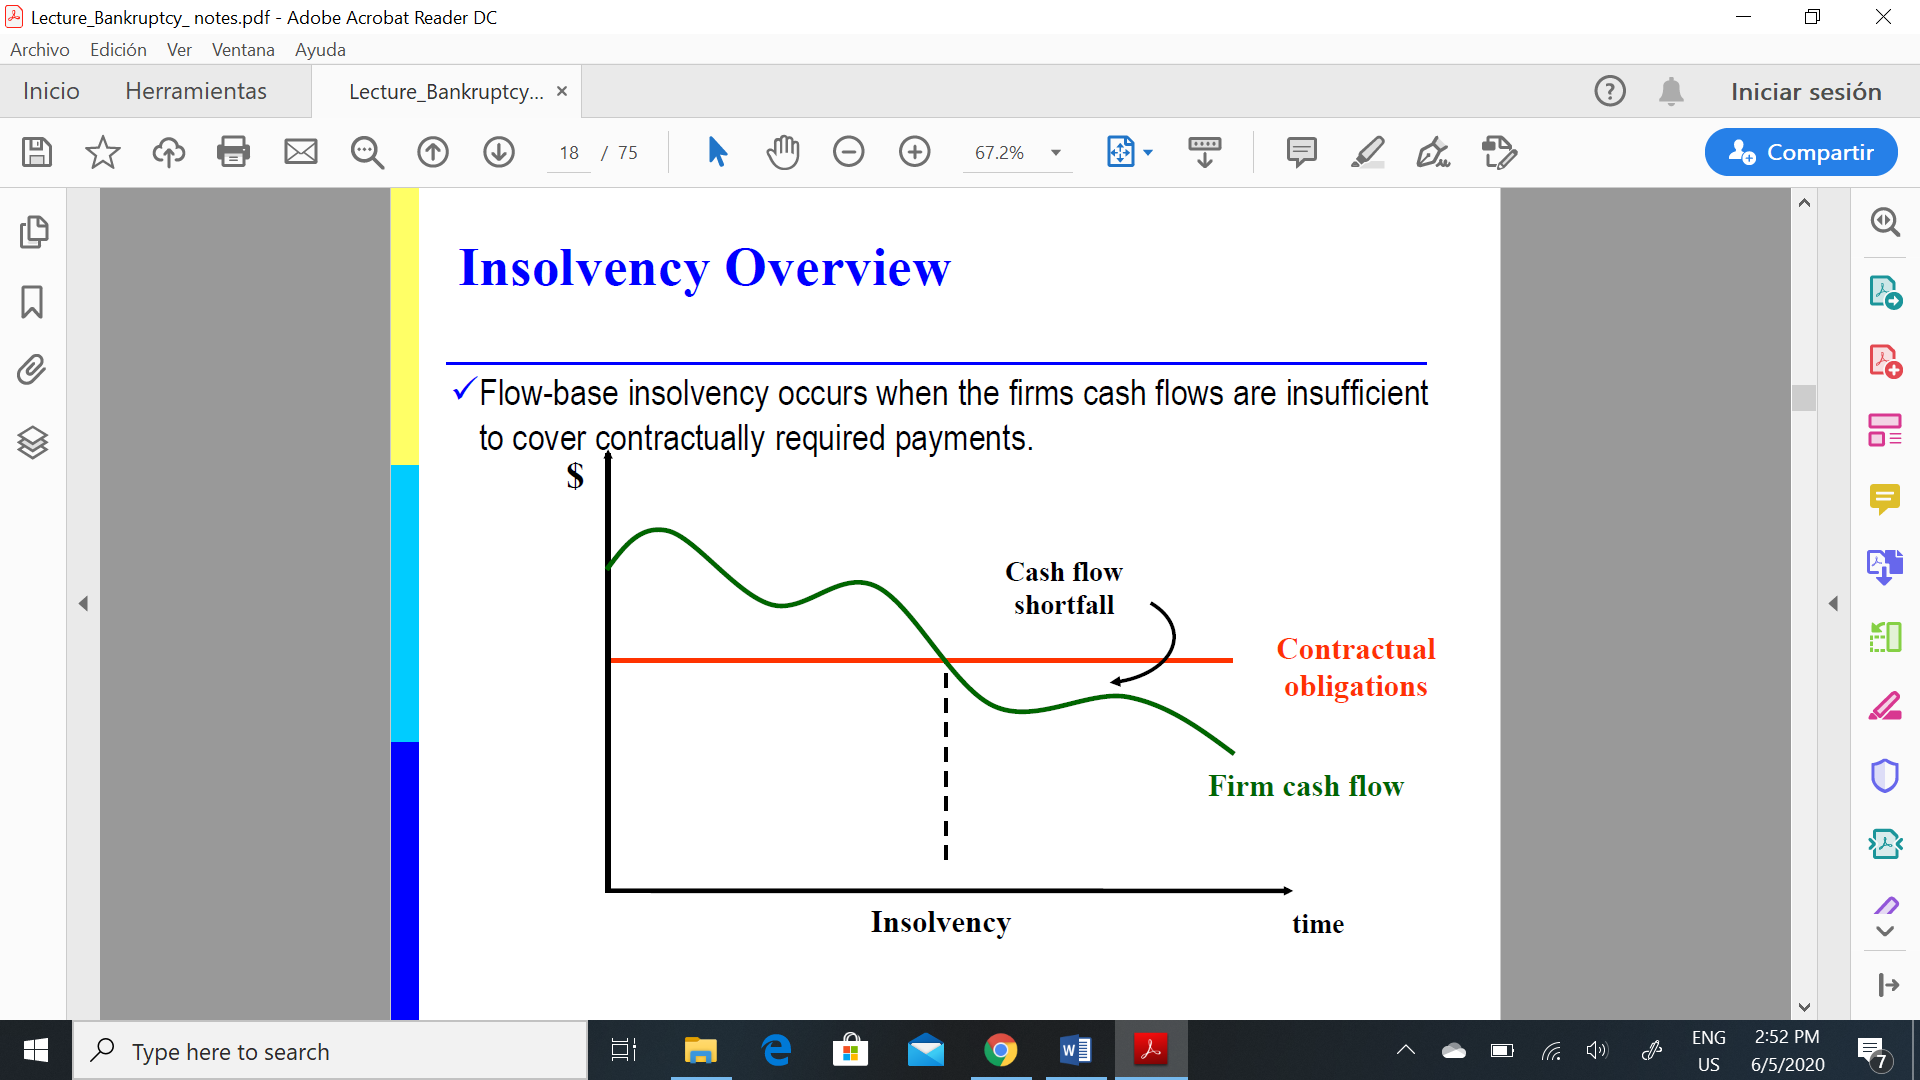 Lecture_Bankruptcy_ notes.pdf - Adobe Acrobat Reader DC
Archivo Edición Ver Ventana Ayuda
Inicio Herramientas Lecture_Bankruptcy... × ? Iniciar sesión
18 / 75 67.2% Compartir
Insolvency Overview
✓Flow-base insolvency occurs when the firms cash flows are insufficient
to cover contractually required payments.
$
Cash flow
shortfall
Contractual
obligations
Firm cash flow
Insolvency
time
Type here to search
ENG
US
2:52 PM
6/5/2020
7